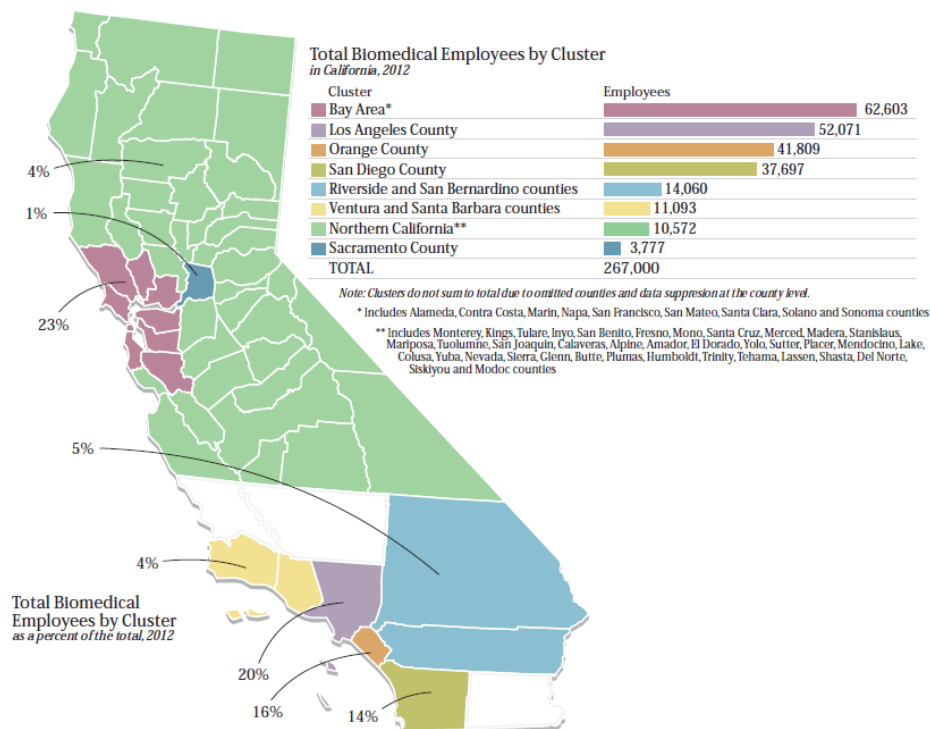 Total Biomedical Employees by Cluster
in California, 2012
Cluster Employees
Bay Area* 62,603
Los Angeles County 52,071
Orange County 41,809
San Diego County 37,697
Riverside and San Bernardino counties 14,060
Ventura and Santa Barbara counties 11,093
Northern California** 10,572
Sacramento County 3,777
TOTAL 267,000
Note: Clusters do not sum to total due to omitted counties and data suppresion at the county level.
* Includes Alameda, Contra Costa, Marin, Napa, San Francisco, San Mateo, Santa Clara, Solano and Sonoma counties
** Includes Monterey, Kings, Tulare, Inyo, San Benito, Fresno, Mono, Santa Cruz, Merced, Madera, Stanislaus,
Mariposa, Tuolumne, San Joaquin, Calaveras, Alpine, Amador, El Dorado, Yolo, Sutter, Placer, Mendocino, Lake,
Colusa, Yuba, Nevada, Sierra, Glenn, Butte, Plumas, Humboldt, Trinity, Tehama, Lassen, Shasta, Del Norte,
Siskiyou and Modoc counties
4%
1%
23%
5%
4%
Total Biomedical
Employees by Cluster
as a percent of the total, 2012
20%
16%
14%